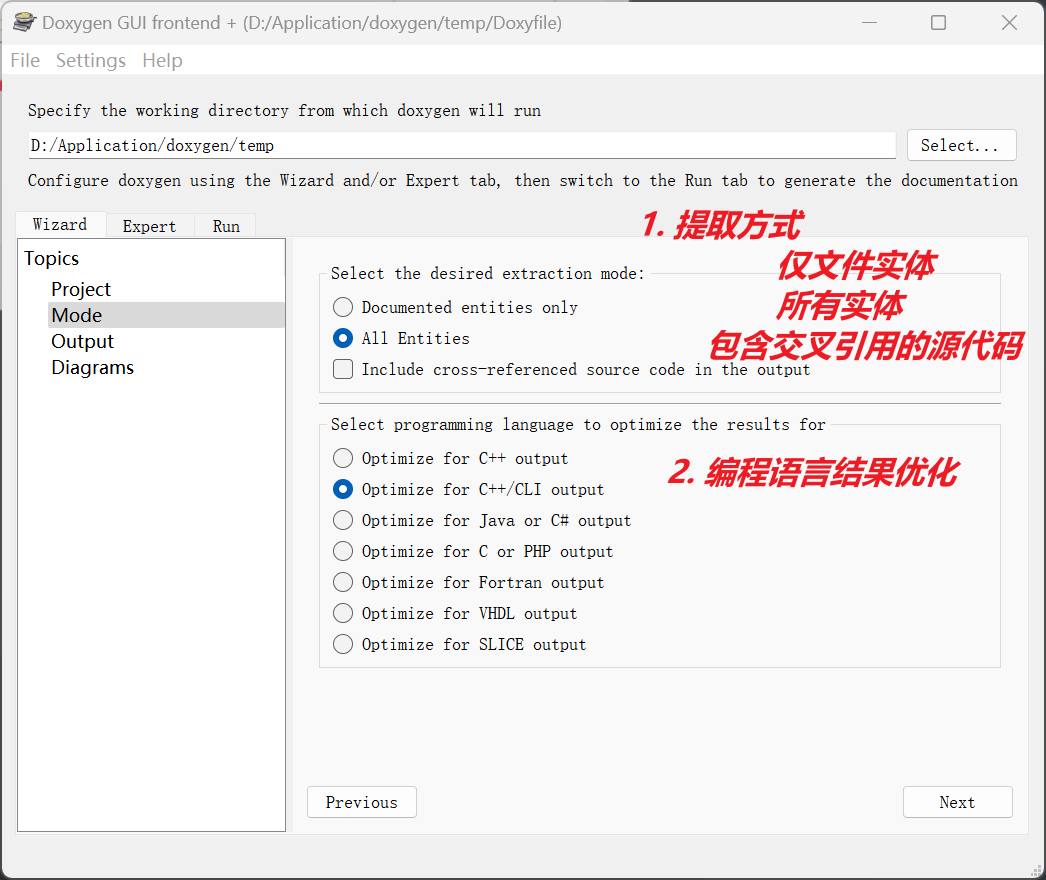 Doxygen GUI frontend + (D:/Application/doxygen/temp/Doxyfile)
File Settings Help
Specify the working directory from which doxygen will run
D:/Application/doxygen/temp
Select...
Configure doxygen using the Wizard and/or Expert tab, then switch to the Run tab to generate the documentation
Wizard Expert Run
Topics
Project
Mode
Output
Diagrams
1. 提取方式
Select the desired extraction mode:
仅文件实体
Documented entities only
所有实体
All Entities
包含交叉引用的源代码
Include cross-referenced source code in the output
Select programming language to optimize the results for
Optimize for C++ output
2. 编程语言结果优化
Optimize for C++/CLI output
Optimize for Java or C# output
Optimize for C or PHP output
Optimize for Fortran output
Optimize for VHDL output
Optimize for SLICE output
Previous
Next